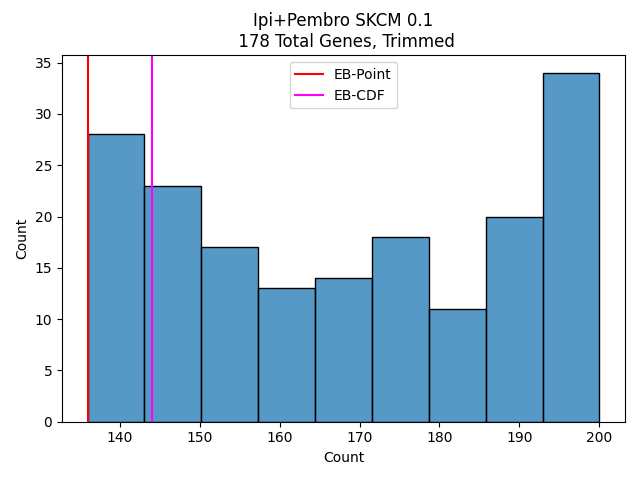 Ipi+Pembro SKCM 0.1
178 Total Genes, Trimmed
EB-Point
EB-CDF
35
30
25
20
15
10
5
0
Count
140 150 160 170 180 190 200
Count